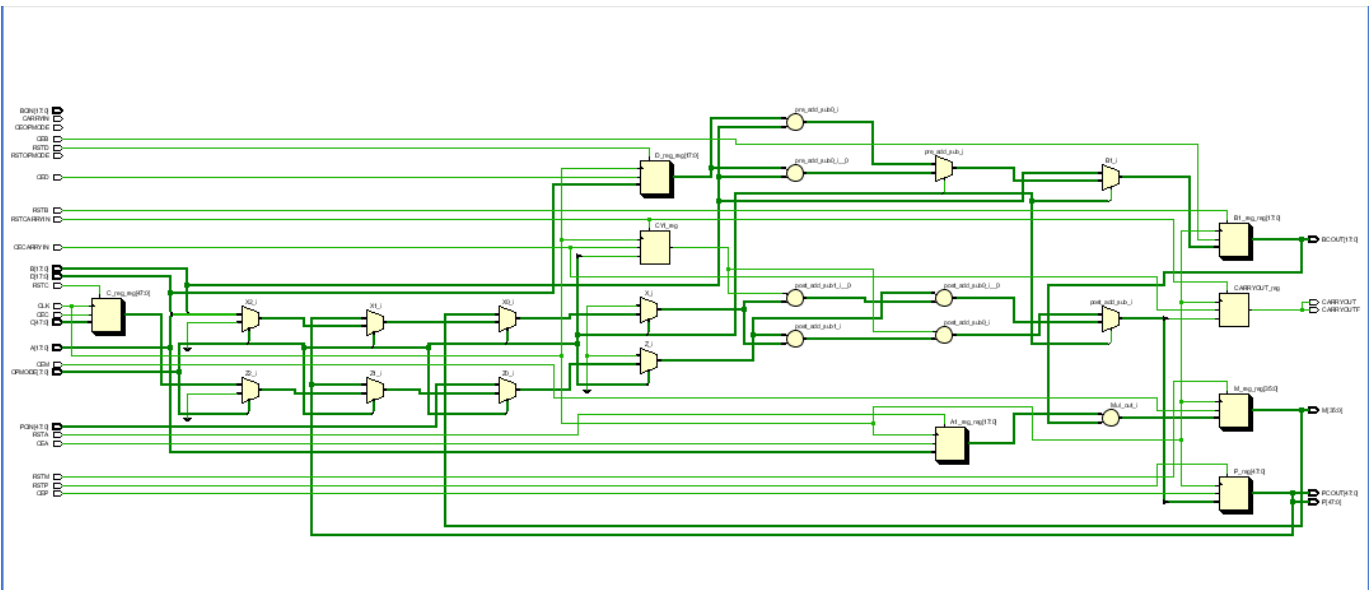 BCIN[17:0]
CARRYIN
CEOPMODE
CEB
RSTD
RSTOPMODE
CED
RSTB
RSTCARRYIN
CECARRYIN
B[17:0]
D[17:0]
RSTC
CLK
CEC
C[47:0]
A[17:0]
CEM
OPMODE[7:0]
PCIN[47:0]
RSTA
CEA
RSTM
RSTP
CEP
C_reg_reg[47:0]
X2_i
X1_i
X0_i
X_i
Z2_i
Z1_i
Z0_i
Z_i
D_reg_reg[17:0]
CYI_reg
pre_add_sub0_i
pre_add_sub0_i__0
pre_add_sub_i
B1_i
post_add_sub1_i__0
post_add_sub1_i
post_add_sub0_i__0
post_add_sub0_i
post_add_sub_i
A1_reg_reg[17:0]
Mul_out_i
B1_reg_reg[17:0]
CARRYOUT_reg
M_reg_reg[35:0]
P_reg[47:0]
BCOUT[17:0]
CARRYOUT
CARRYOUTF
M[35:0]
PCOUT[47:0]
P[47:0]